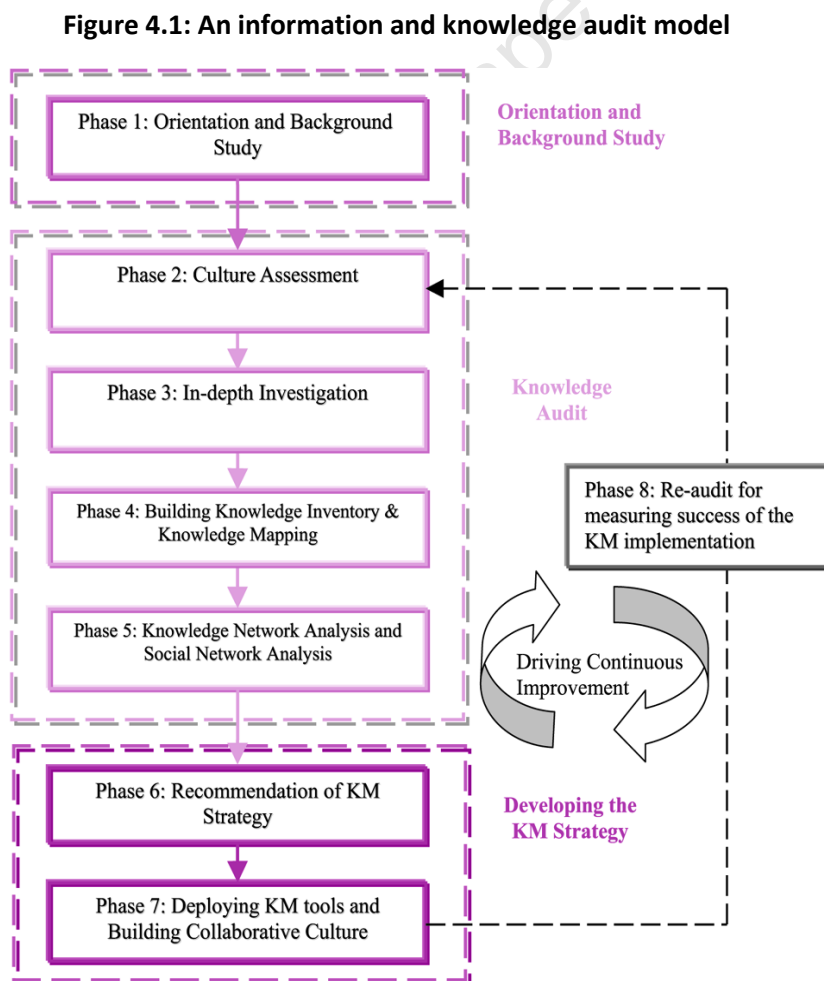 Figure 4.1: An information and knowledge audit model
Phase 1: Orientation and Background
Study
Orientation and
Background Study
Phase 2: Culture Assessment
Phase 3: In-depth Investigation
Knowledge
Audit
Phase 4: Building Knowledge Inventory &
Knowledge Mapping
Phase 8: Re-audit for
measuring success of the
KM implementation
Phase 5: Knowledge Network Analysis and
Social Network Analysis
Driving Continuous
Improvement
Phase 6: Recommendation of KM
Strategy
Developing the
KM Strategy
Phase 7: Deploying KM tools and
Building Collaborative Culture